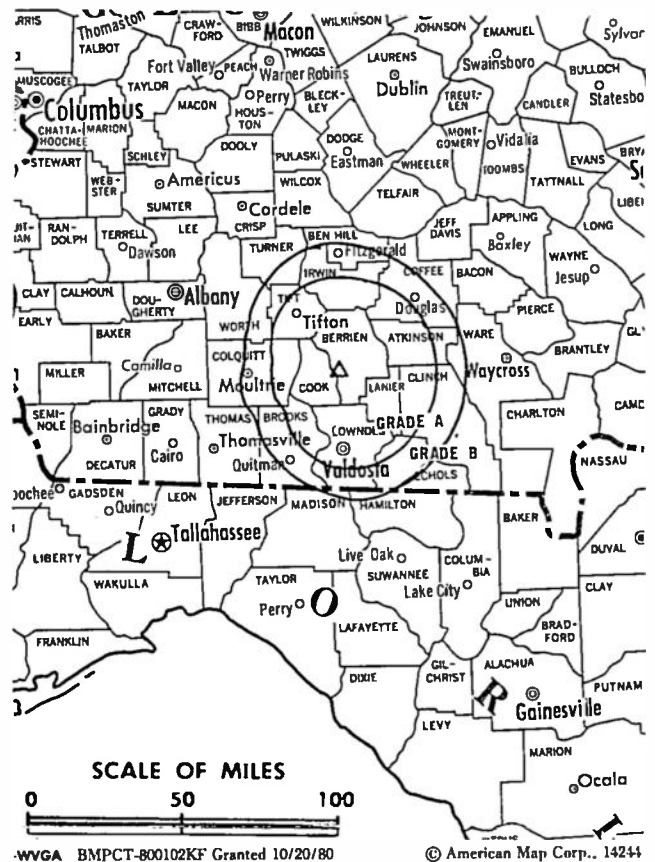 Thomaston
CRAWFORD
BIBB
Macon
WILKINSON
JOHNSON
EMANUEL
TALBOT
TWIGGS
LAURENS
Swainsboro
Fort Valley
PEACH
Warner Robins
MUSCOGEE
TAYLOR
BLECK-
LEY
Dublin
TREUT-
LEN
BULLOCH
Perry
CANDLER
Columbus
MACON
HOUS-
TON
CHATTA-
HOOCHEE
MARION
DODGE
MONT-
GOMERY
Vidalia
EVANS
STEWART
SCHLEY
DOOLY
PULASKI
Eastman
WHEELER
TOOMBS
TATTNALL
WEB-
STER
Americus
WILCOX
TELFAIR
SUMTER
Cordele
CRISP
JEFF
DAVIS
APPLING
LONG
RAN-
DOLPH
TERRELL
LEE
BEN HILL
Baxley
Dawson
TURNER
Fitzgerald
WAYNE
IRWIN
COFFEE
BACON
Jesup
CLAY
CALHOUN
DOU-
GHERTY
Albany
TIFT
Douglas
PIERCE
EARLY
WORTH
Tifton
BAKER
BERRIEN
ATKINSON
WARE
BRANTLEY
COLQUITT
Waycross
MILLER
Camilla
MITCHELL
Moultrie
COOK
LANIER
CLINCH
SEMI-
NOLE
GRADY
THOMAS
BROOKS
CHARLTON
Bainbridge
LOWNDES
GRADE A
Thomasville
DECATUR
Cairo
Quitman
Valdosta
GRADE B
NASSAU
ECHOLS
GADSDEN
LEON
JEFFERSON
MADISON
HAMILTON
Quincy
BAKER
L
Tallahassee
DUVAL
LIBERTY
Live Oak
COLUM-
BIA
SUWANNEE
WAKULLA
TAYLOR
Lake City
CLAY
Perry
O
UNION
LAFAYETTE
BRAD-
FORD
FRANKLIN
GIL-
CHRIST
ALACHUA
DIXIE
R
PUTNAM
Gainesville
LEVY
MARION
Ocala
SCALE OF MILES
0 50 100
I
-WVGA BMPCT-800102KF Granted 10/20/80
© American Map Corp., 14244